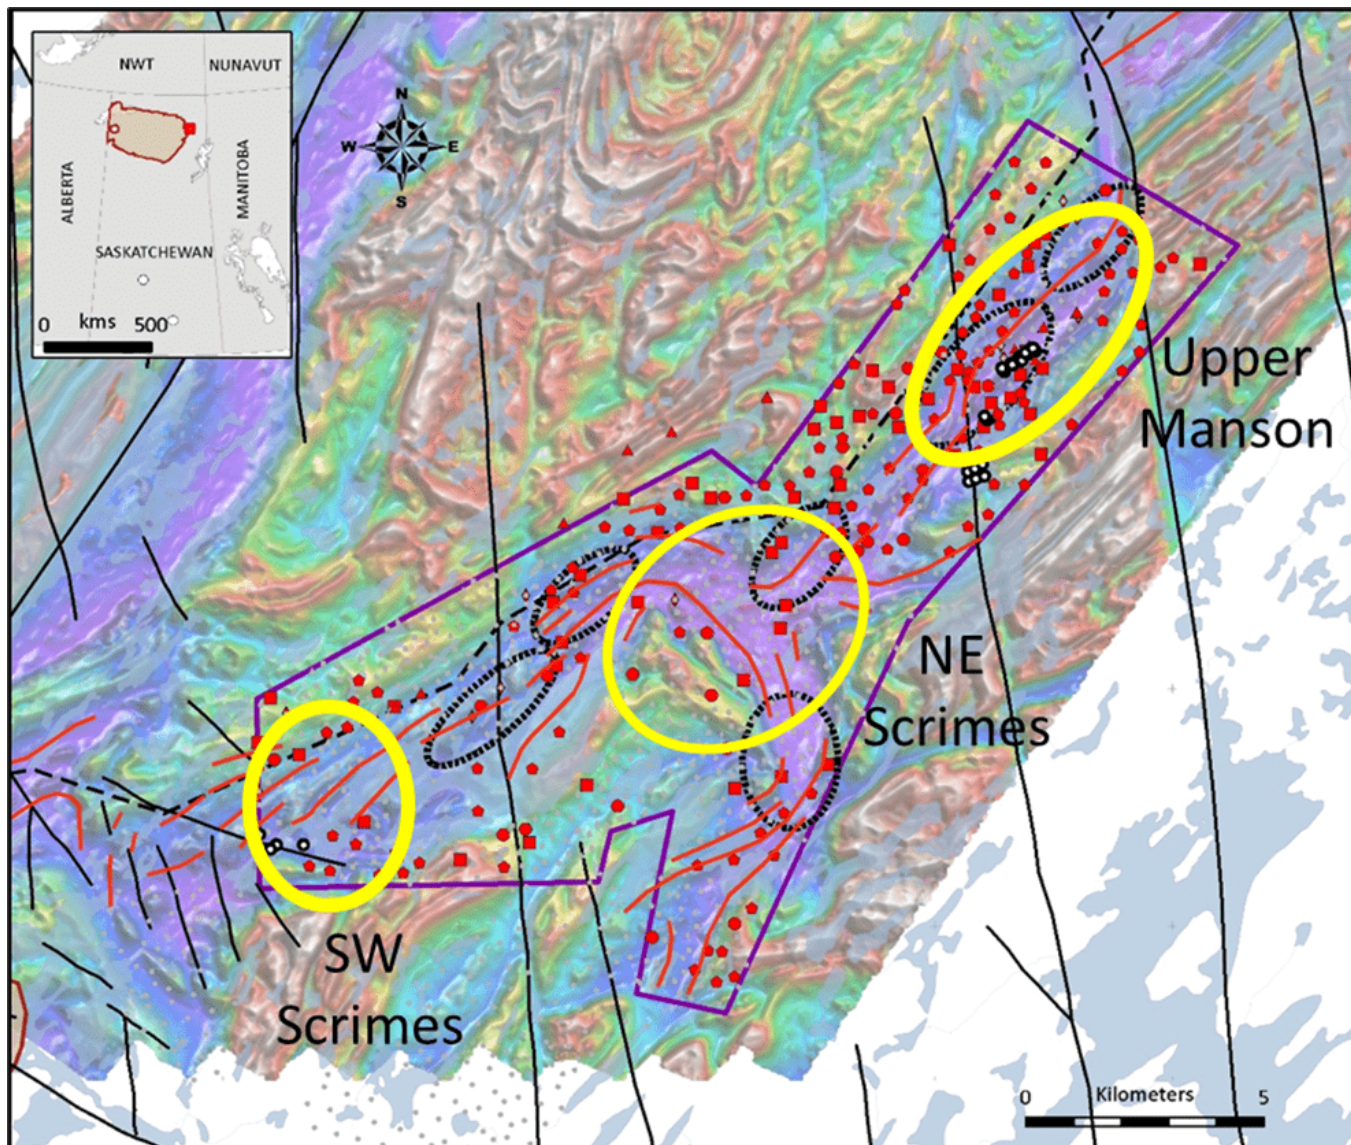 NWT
NUNAVUT
ALBERTA
MANITOBA
SASKATCHEWAN
0 kms 500
N
W E
S
Upper
Manson
NE
Scrimes
SW
Scrimes
0 Kilometers 5